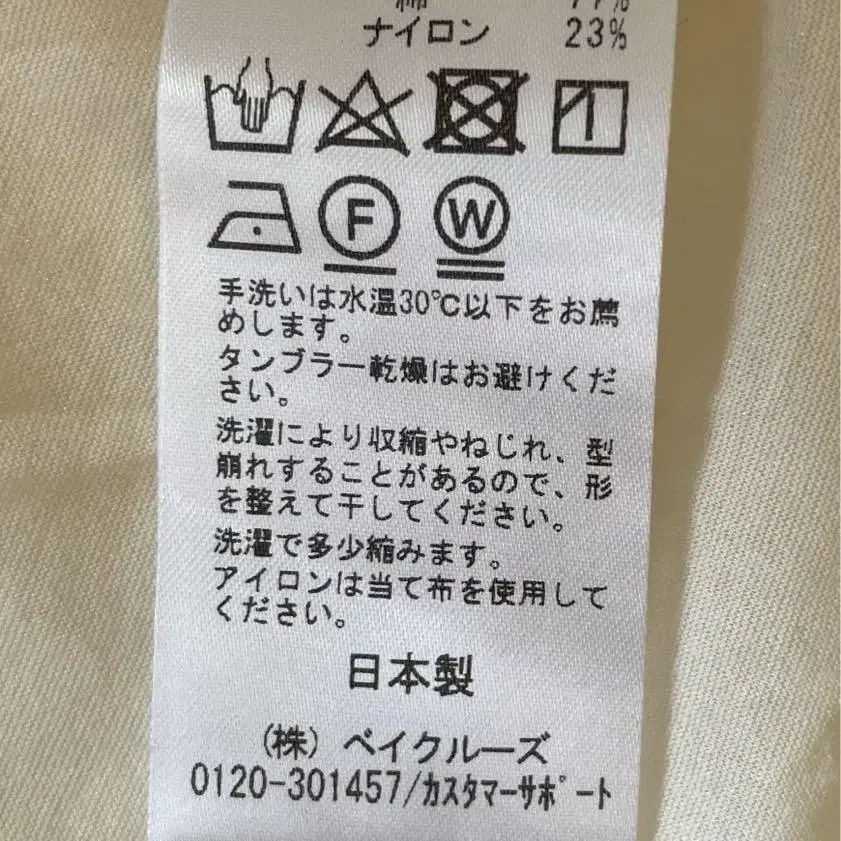 綿 77%
ナイロン 23%
F W
手洗いは水温30℃以下をお薦
めします。
タンブラー乾燥はお避けくだ
さい。
洗濯により収縮やねじれ、型
崩れすることがあるので、形
を整えて干してください。
洗濯で多少縮みます。
アイロンは当て布を使用して
ください。
日本製
(株) ベイクルーズ
0120-301457/カスタマーサポート